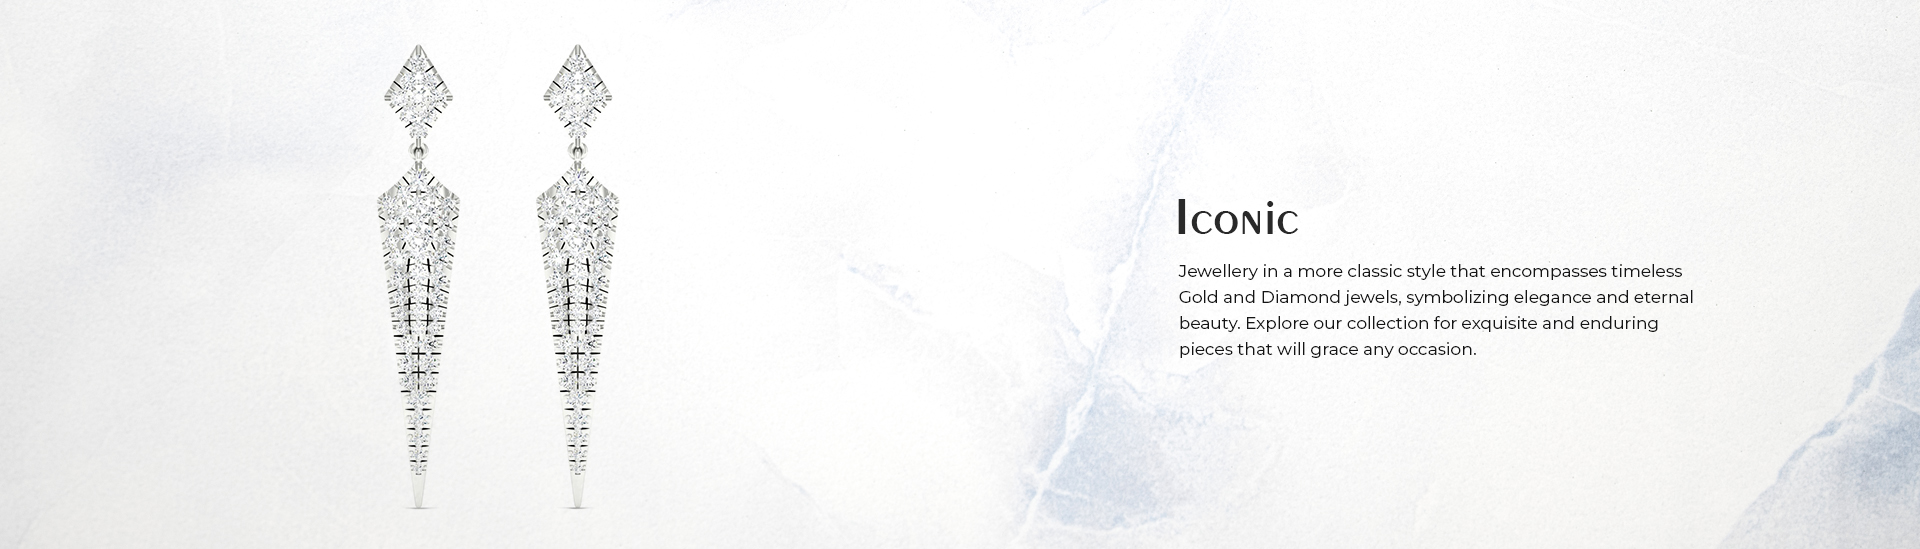 Iconic
Jewellery in a more classic style that encompasses timeless
Gold and Diamond jewels, symbolizing elegance and eternal
beauty. Explore our collection for exquisite and enduring
pieces that will grace any occasion.